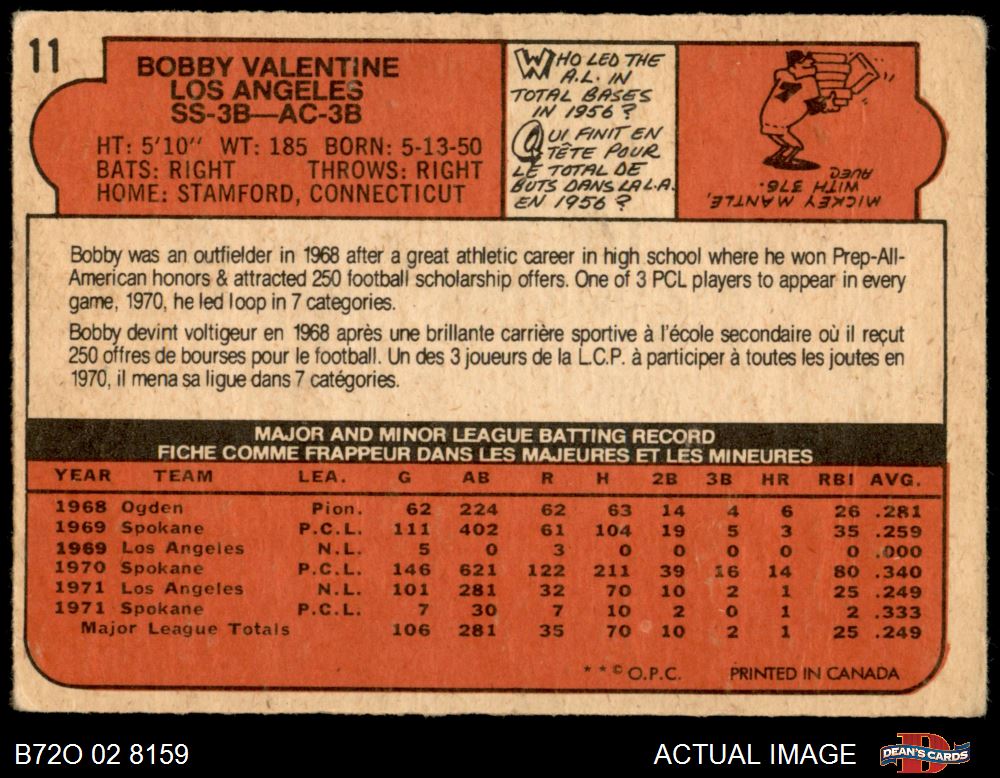 11
BOBBY VALENTINE
LOS ANGELES
SS-3B—AC-3B
HT: 5'10" WT: 185 BORN: 5-13-50
BATS: RIGHT THROWS: RIGHT
HOME: STAMFORD, CONNECTICUT
WHO LED THE
A.L. IN
TOTAL BASES
IN 1956?
QUI FINIT EN
TÊTE POUR
LE TOTAL DE
BUTS DANS LA L.A.
EN 1956?
7
MICKEY MANTLE,
WITH 376.
AVEC
Bobby was an outfielder in 1968 after a great athletic career in high school where he won Prep-All-
American honors & attracted 250 football scholarship offers. One of 3 PCL players to appear in every
game, 1970, he led loop in 7 categories.
Bobby devint voltigeur en 1968 après une brillante carrière sportive à l'école secondaire où il reçut
250 offres de bourses pour le football. Un des 3 joueurs de la L.C.P. à participer à toutes les joutes en
1970, il mena sa ligue dans 7 catégories.
MAJOR AND MINOR LEAGUE BATTING RECORD
FICHE COMME FRAPPEUR DANS LES MAJEURES ET LES MINEURES
YEAR TEAM LEA. G AB R H 2B 3B HR RBI AVG.
1968 Ogden Pion. 62 224 62 63 14 4 6 26 .281
1969 Spokane P.C.L. 111 402 61 104 19 5 3 35 .259
1969 Los Angeles N.L. 5 0 3 0 0 0 0 0 .000
1970 Spokane P.C.L. 146 621 122 211 39 16 14 80 .340
1971 Los Angeles N.L. 101 281 32 70 10 2 1 25 .249
1971 Spokane P.C.L. 7 30 7 10 2 0 1 2 .333
Major League Totals 106 281 35 70 10 2 1 25 .249
* * © O.P.C. PRINTED IN CANADA
B72O 02 8159
ACTUAL IMAGE
DEAN'S CARDS